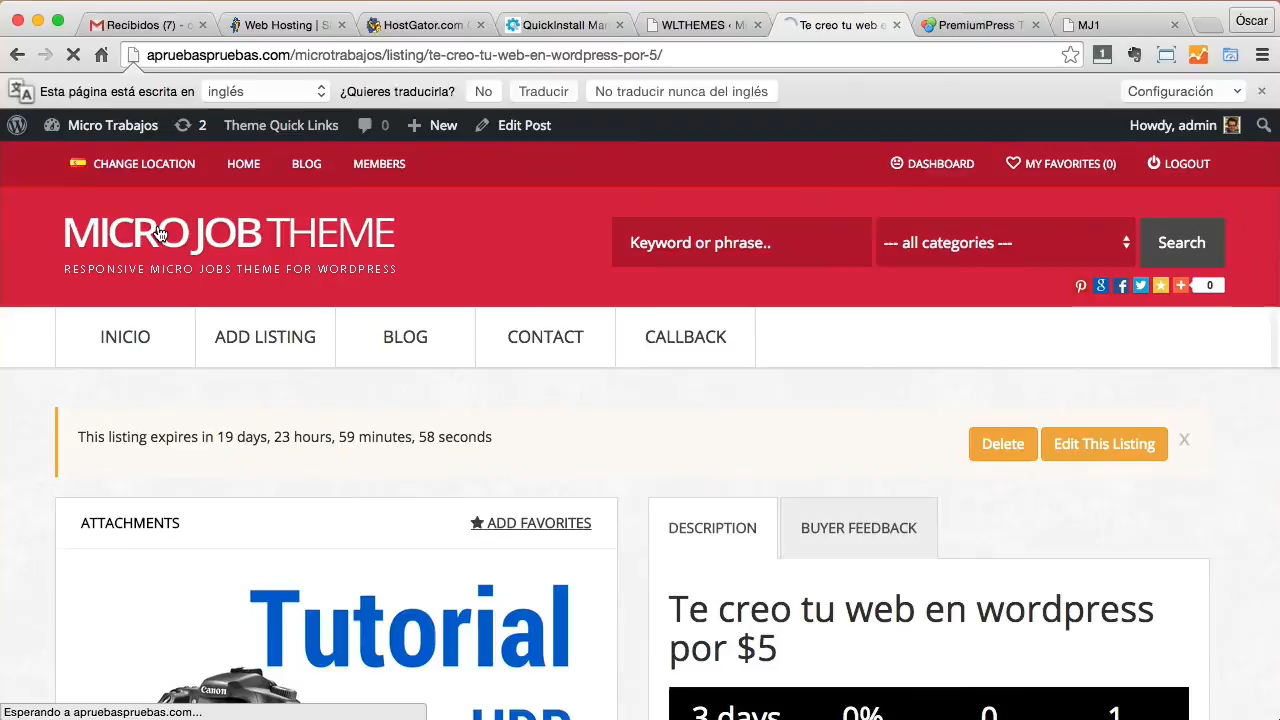 Recibidos (7) - o
Web Hosting | S
HostGator.com
QuickInstall Mar
WLTHEMES ‹ M
Te creo tu web e
PremiumPress T
MJ1
Óscar
apruebaspruebas.com/microtrabajos/listing/te-creo-tu-web-en-wordpress-por-5/
1
Esta página está escrita en inglés ¿Quieres traducirla? No Traducir No traducir nunca del inglés Configuración
Micro Trabajos 2 Theme Quick Links 0 + New Edit Post Howdy, admin
CHANGE LOCATION HOME BLOG MEMBERS DASHBOARD MY FAVORITES (0) LOGOUT
MICRO JOB THEME
RESPONSIVE MICRO JOBS THEME FOR WORDPRESS
Keyword or phrase.. --- all categories --- Search
0
INICIO ADD LISTING BLOG CONTACT CALLBACK
This listing expires in 19 days, 23 hours, 59 minutes, 58 seconds
Delete Edit This Listing X
ATTACHMENTS ADD FAVORITES
DESCRIPTION BUYER FEEDBACK
Tutorial
Canon
Te creo tu web en wordpress
por $5
3 days 0% 0 1
Esperando a apruebaspruebas.com...